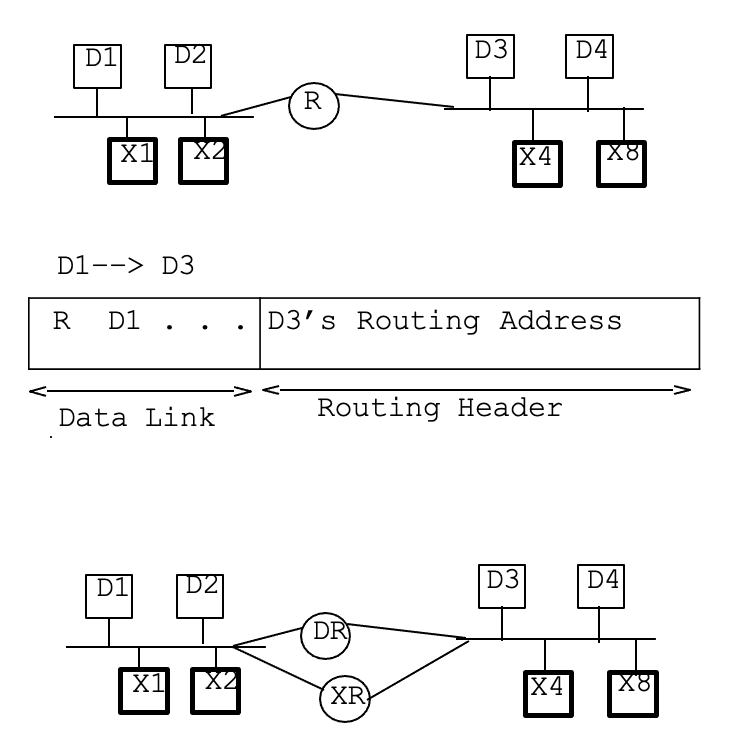 D1 D2 D3 D4
R
X1 X2 X4 X8
D1--> D3
R D1 . . . D3's Routing Address
Data Link Routing Header
D1 D2 D3 D4
DR
X1 X2 X4 X8
XR